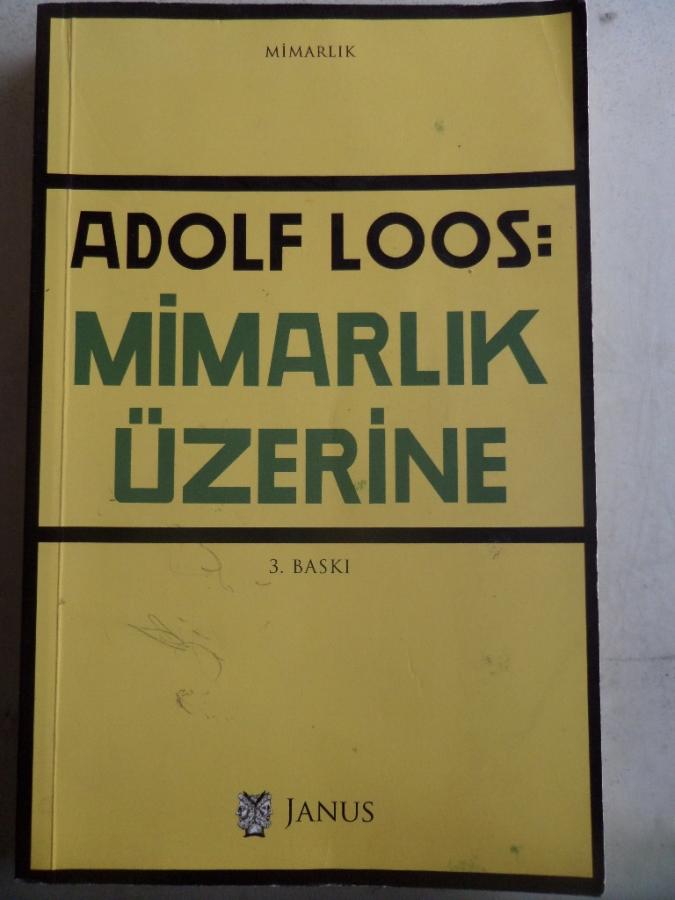 MİMARLIK
ADOLF LOOS:
MİMARLIK
ÜZERİNE
3. BASKI
JANUS